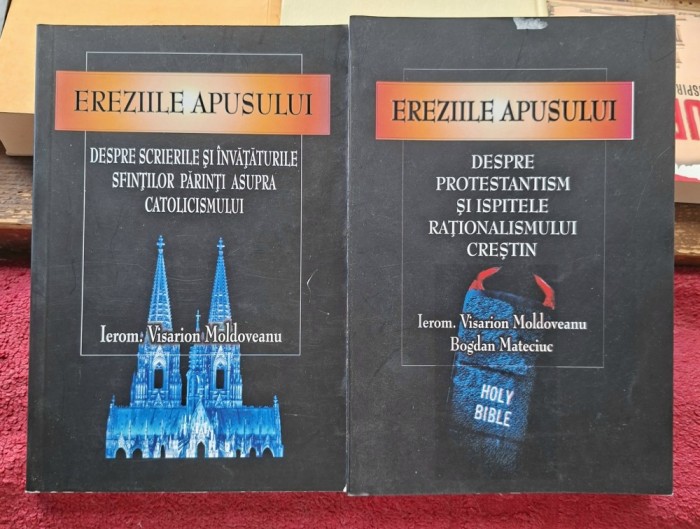 EREZIILE APUSULUI
DESPRE SCRIERILE ŞI ÎNVĂŢĂTURILE
SFINŢILOR PĂRINŢI ASUPRA
CATOLICISMULUI
Ierom. Visarion Moldoveanu
EREZIILE APUSULUI
DESPRE
PROTESTANTISM
ŞI ISPITELE
RAŢIONALISMULUI
CREŞTIN
Ierom. Visarion Moldoveanu
Bogdan Mateciuc
HOLY
BIBLE